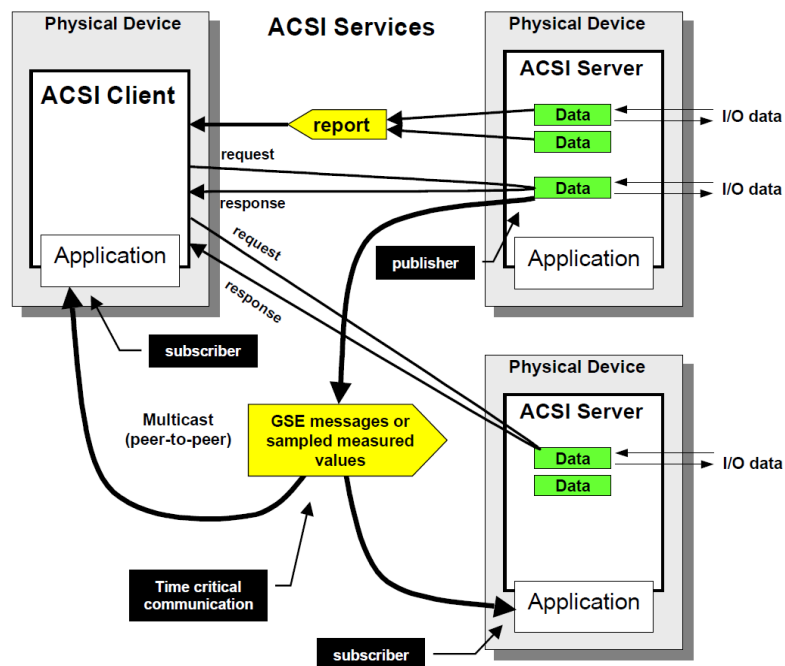 Physical Device
ACSI Services
Physical Device
ACSI Client
ACSI Server
report
Data
I/O data
Data
request
Data
I/O data
response
Application
request
publisher
Application
response
subscriber
Physical Device
ACSI Server
Multicast
(peer-to-peer)
GSE messages or
sampled measured
values
Data
I/O data
Data
Time critical
communication
Application
subscriber